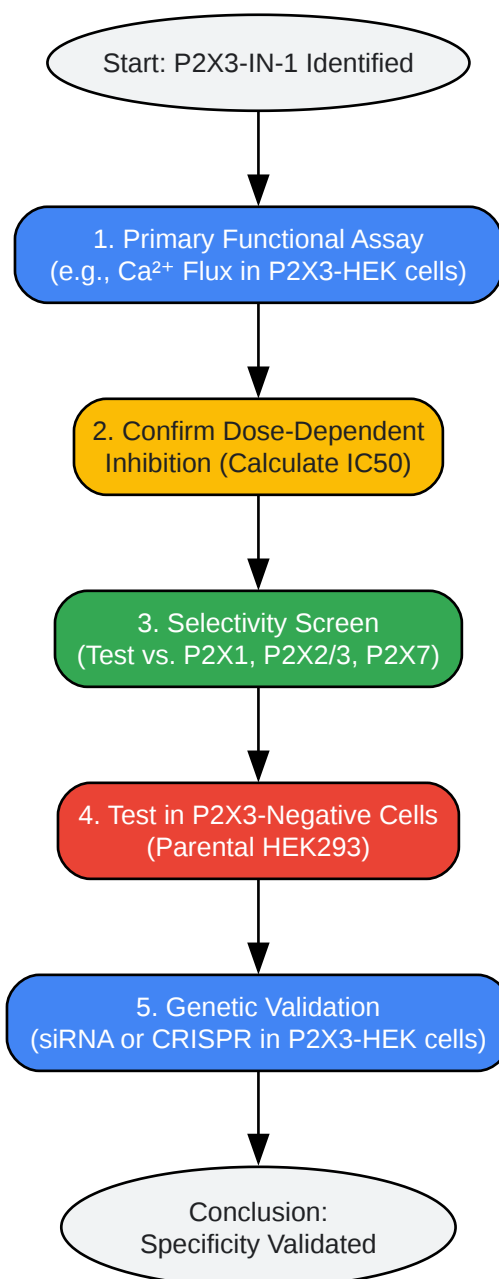 Start: P2X3-IN-1 Identified
1. Primary Functional Assay
(e.g., Ca²⁺ Flux in P2X3-HEK cells)
2. Confirm Dose-Dependent
Inhibition (Calculate IC50)
3. Selectivity Screen
(Test vs. P2X1, P2X2/3, P2X7)
4. Test in P2X3-Negative Cells
(Parental HEK293)
5. Genetic Validation
(siRNA or CRISPR in P2X3-HEK cells)
Conclusion:
Specificity Validated